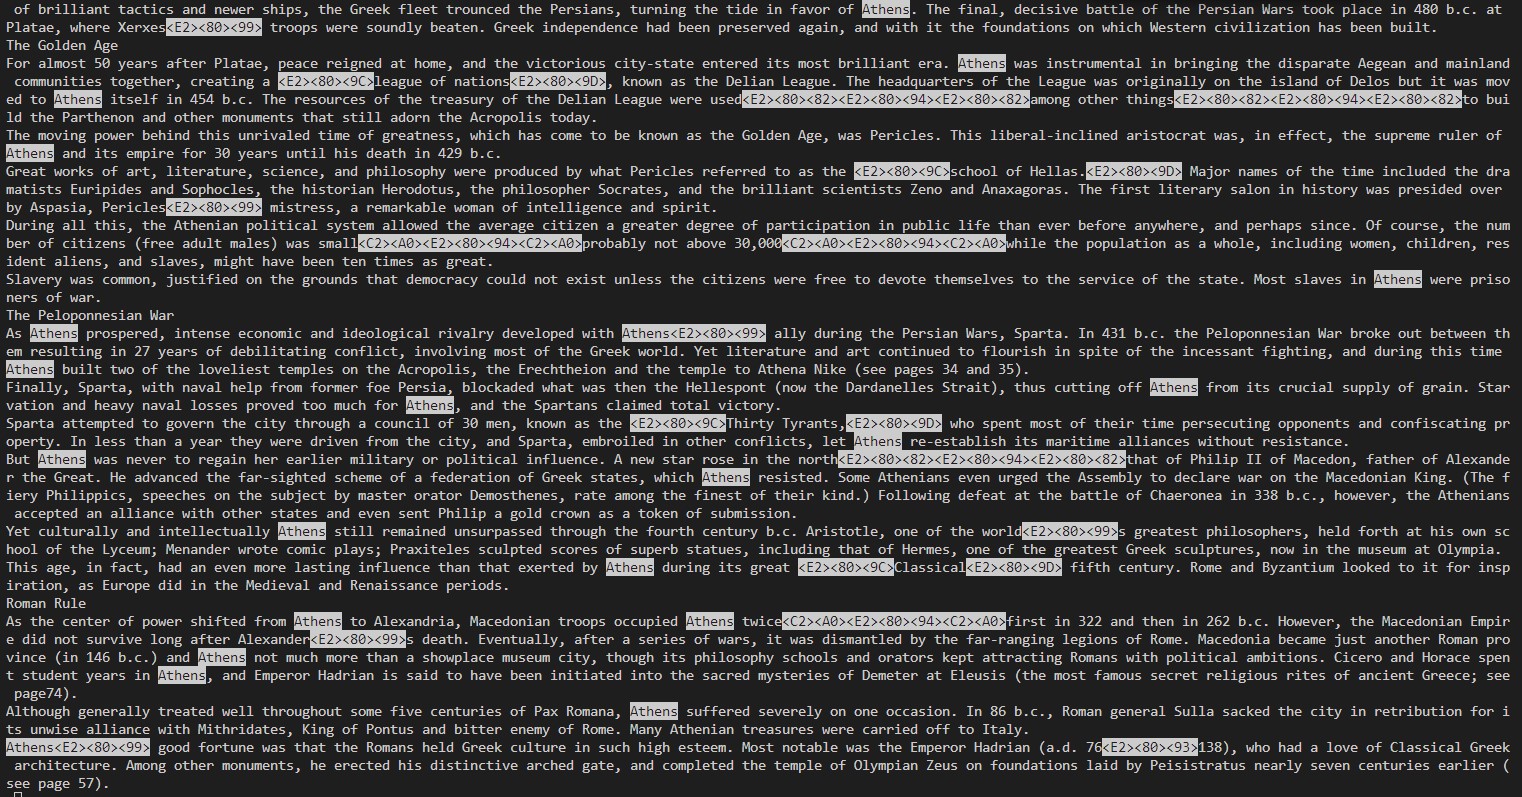 of brilliant tactics and newer ships, the Greek fleet trounced the Persians, turning the tide in favor of Athens. The final, decisive battle of the Persian Wars took place in 480 b.c. at
Platae, where Xerxes<E2><80><99> troops were soundly beaten. Greek independence had been preserved again, and with it the foundations on which Western civilization has been built.
The Golden Age
For almost 50 years after Platae, peace reigned at home, and the victorious city-state entered its most brilliant era. Athens was instrumental in bringing the disparate Aegean and mainland
 communities together, creating a <E2><80><9C>league of nations<E2><80><9D>, known as the Delian League. The headquarters of the League was originally on the island of Delos but it was mov
ed to Athens itself in 454 b.c. The resources of the treasury of the Delian League were used<E2><80><82><E2><80><94><E2><80><82>among other things<E2><80><82><E2><80><94><E2><80><82>to bui
ld the Parthenon and other monuments that still adorn the Acropolis today.
The moving power behind this unrivaled time of greatness, which has come to be known as the Golden Age, was Pericles. This liberal-inclined aristocrat was, in effect, the supreme ruler of
Athens and its empire for 30 years until his death in 429 b.c.
Great works of art, literature, science, and philosophy were produced by what Pericles referred to as the <E2><80><9C>school of Hellas.<E2><80><9D> Major names of the time included the dra
matists Euripides and Sophocles, the historian Herodotus, the philosopher Socrates, and the brilliant scientists Zeno and Anaxagoras. The first literary salon in history was presided over
by Aspasia, Pericles<E2><80><99> mistress, a remarkable woman of intelligence and spirit.
During all this, the Athenian political system allowed the average citizen a greater degree of participation in public life than ever before anywhere, and perhaps since. Of course, the num
ber of citizens (free adult males) was small<C2><A0><E2><80><94><C2><A0>probably not above 30,000<C2><A0><E2><80><94><C2><A0>while the population as a whole, including women, children, res
ident aliens, and slaves, might have been ten times as great.
Slavery was common, justified on the grounds that democracy could not exist unless the citizens were free to devote themselves to the service of the state. Most slaves in Athens were priso
ners of war.
The Peloponnesian War
As Athens prospered, intense economic and ideological rivalry developed with Athens<E2><80><99> ally during the Persian Wars, Sparta. In 431 b.c. the Peloponnesian War broke out between th
em resulting in 27 years of debilitating conflict, involving most of the Greek world. Yet literature and art continued to flourish in spite of the incessant fighting, and during this time
Athens built two of the loveliest temples on the Acropolis, the Erechtheion and the temple to Athena Nike (see pages 34 and 35).
Finally, Sparta, with naval help from former foe Persia, blockaded what was then the Hellespont (now the Dardanelles Strait), thus cutting off Athens from its crucial supply of grain. Star
vation and heavy naval losses proved too much for Athens, and the Spartans claimed total victory.
Sparta attempted to govern the city through a council of 30 men, known as the <E2><80><9C>Thirty Tyrants,<E2><80><9D> who spent most of their time persecuting opponents and confiscating pr
operty. In less than a year they were driven from the city, and Sparta, embroiled in other conflicts, let Athens re-establish its maritime alliances without resistance.
But Athens was never to regain her earlier military or political influence. A new star rose in the north<E2><80><82><E2><80><94><E2><80><82>that of Philip II of Macedon, father of Alexande
r the Great. He advanced the far-sighted scheme of a federation of Greek states, which Athens resisted. Some Athenians even urged the Assembly to declare war on the Macedonian King. (The f
iery Philippics, speeches on the subject by master orator Demosthenes, rate among the finest of their kind.) Following defeat at the battle of Chaeronea in 338 b.c., however, the Athenians
 accepted an alliance with other states and even sent Philip a gold crown as a token of submission.
Yet culturally and intellectually Athens still remained unsurpassed through the fourth century b.c. Aristotle, one of the world<E2><80><99>s greatest philosophers, held forth at his own sc
hool of the Lyceum; Menander wrote comic plays; Praxiteles sculpted scores of superb statues, including that of Hermes, one of the greatest Greek sculptures, now in the museum at Olympia.
This age, in fact, had an even more lasting influence than that exerted by Athens during its great <E2><80><9C>Classical<E2><80><9D> fifth century. Rome and Byzantium looked to it for insp
iration, as Europe did in the Medieval and Renaissance periods.
Roman Rule
As the center of power shifted from Athens to Alexandria, Macedonian troops occupied Athens twice<C2><A0><E2><80><94><C2><A0>first in 322 and then in 262 b.c. However, the Macedonian Empir
e did not survive long after Alexander<E2><80><99>s death. Eventually, after a series of wars, it was dismantled by the far-ranging legions of Rome. Macedonia became just another Roman pro
vince (in 146 b.c.) and Athens not much more than a showplace museum city, though its philosophy schools and orators kept attracting Romans with political ambitions. Cicero and Horace spen
t student years in Athens, and Emperor Hadrian is said to have been initiated into the sacred mysteries of Demeter at Eleusis (the most famous secret religious rites of ancient Greece; see
 page74).
Although generally treated well throughout some five centuries of Pax Romana, Athens suffered severely on one occasion. In 86 b.c., Roman general Sulla sacked the city in retribution for i
ts unwise alliance with Mithridates, King of Pontus and bitter enemy of Rome. Many Athenian treasures were carried off to Italy.
Athens<E2><80><99> good fortune was that the Romans held Greek culture in such high esteem. Most notable was the Emperor Hadrian (a.d. 76<E2><80><93>138), who had a love of Classical Greek
 architecture. Among other monuments, he erected his distinctive arched gate, and completed the temple of Olympian Zeus on foundations laid by Peisistratus nearly seven centuries earlier (
see page 57).